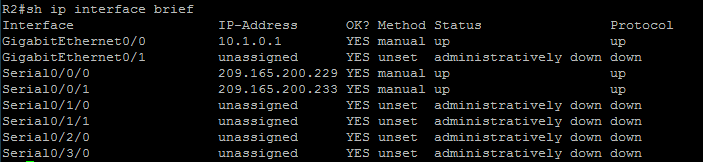 R2#sh ip interface brief
Interface IP-Address OK? Method Status Protocol
GigabitEthernet0/0 10.1.0.1 YES manual up up
GigabitEthernet0/1 unassigned YES unset administratively down down
Serial0/0/0 209.165.200.229 YES manual up up
Serial0/0/1 209.165.200.233 YES manual up up
Serial0/1/0 unassigned YES unset administratively down down
Serial0/1/1 unassigned YES unset administratively down down
Serial0/2/0 unassigned YES unset administratively down down
Serial0/3/0 unassigned YES unset administratively down down